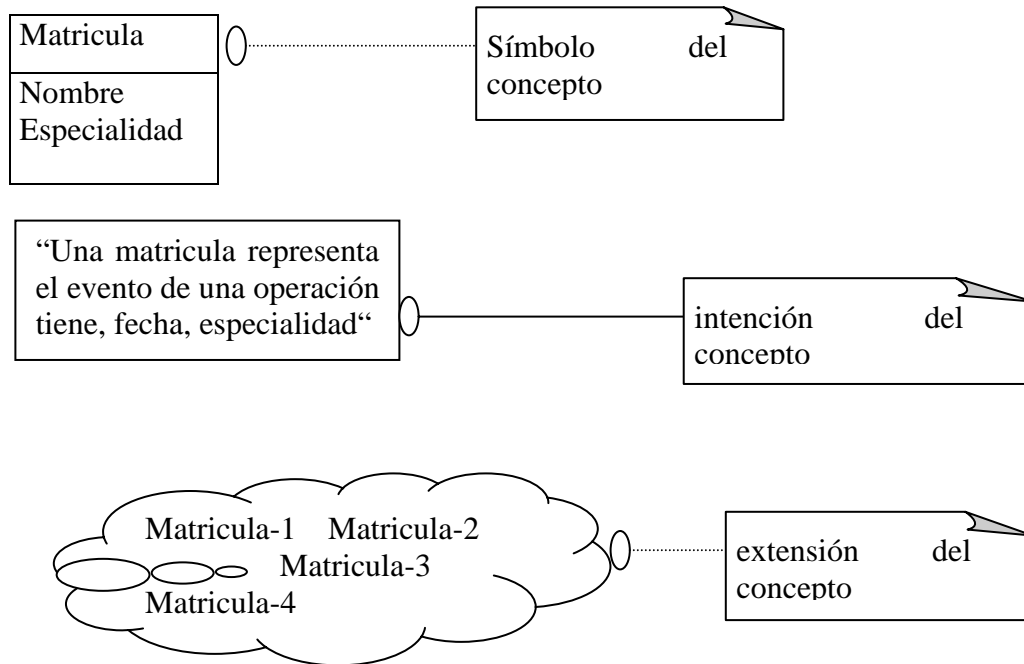 Matricula
Nombre
Especialidad
Símbolo del
concepto
“Una matricula representa
el evento de una operación
tiene, fecha, especialidad“
intención del
concepto
Matricula-1 Matricula-2
Matricula-3
Matricula-4
extensión del
concepto